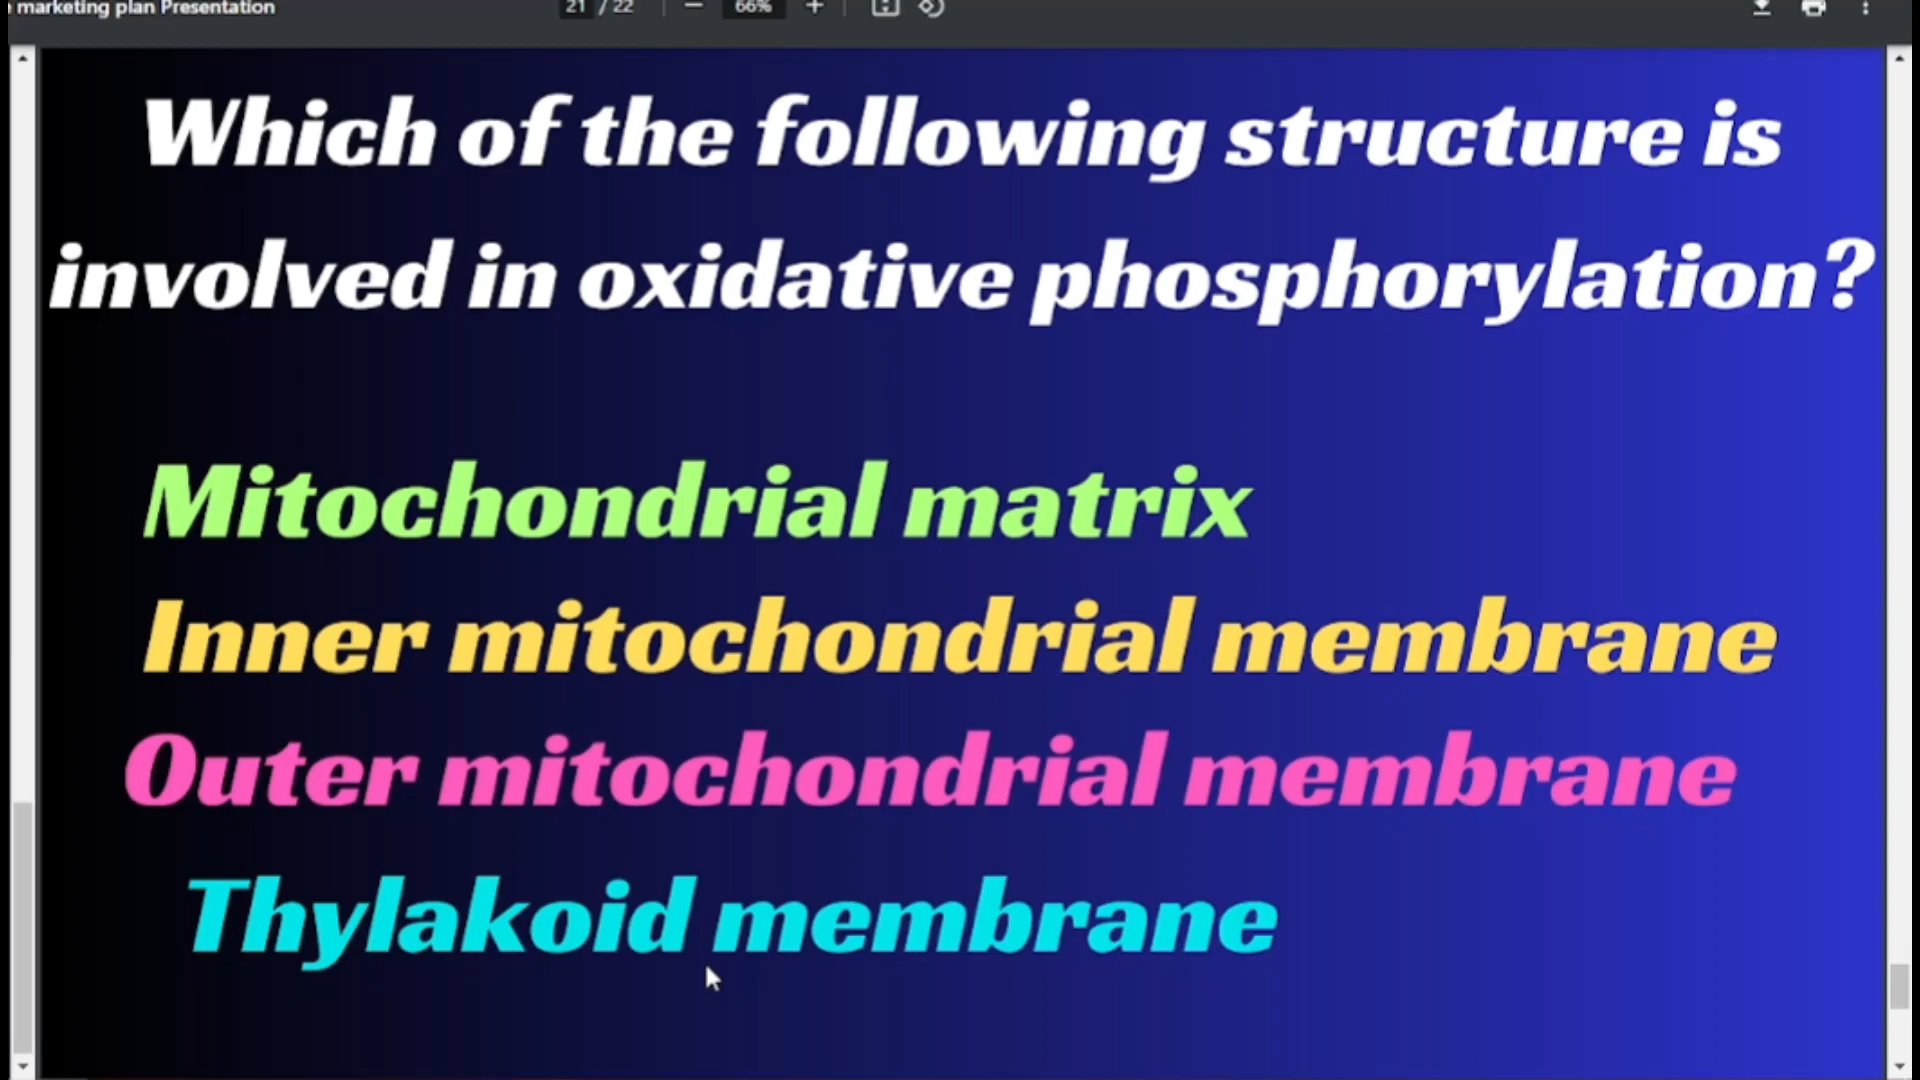 marketing plan Presentation 21 / 22 66%
Which of the following structure is
involved in oxidative phosphorylation?
Mitochondrial matrix
Inner mitochondrial membrane
Outer mitochondrial membrane
Thylakoid membrane